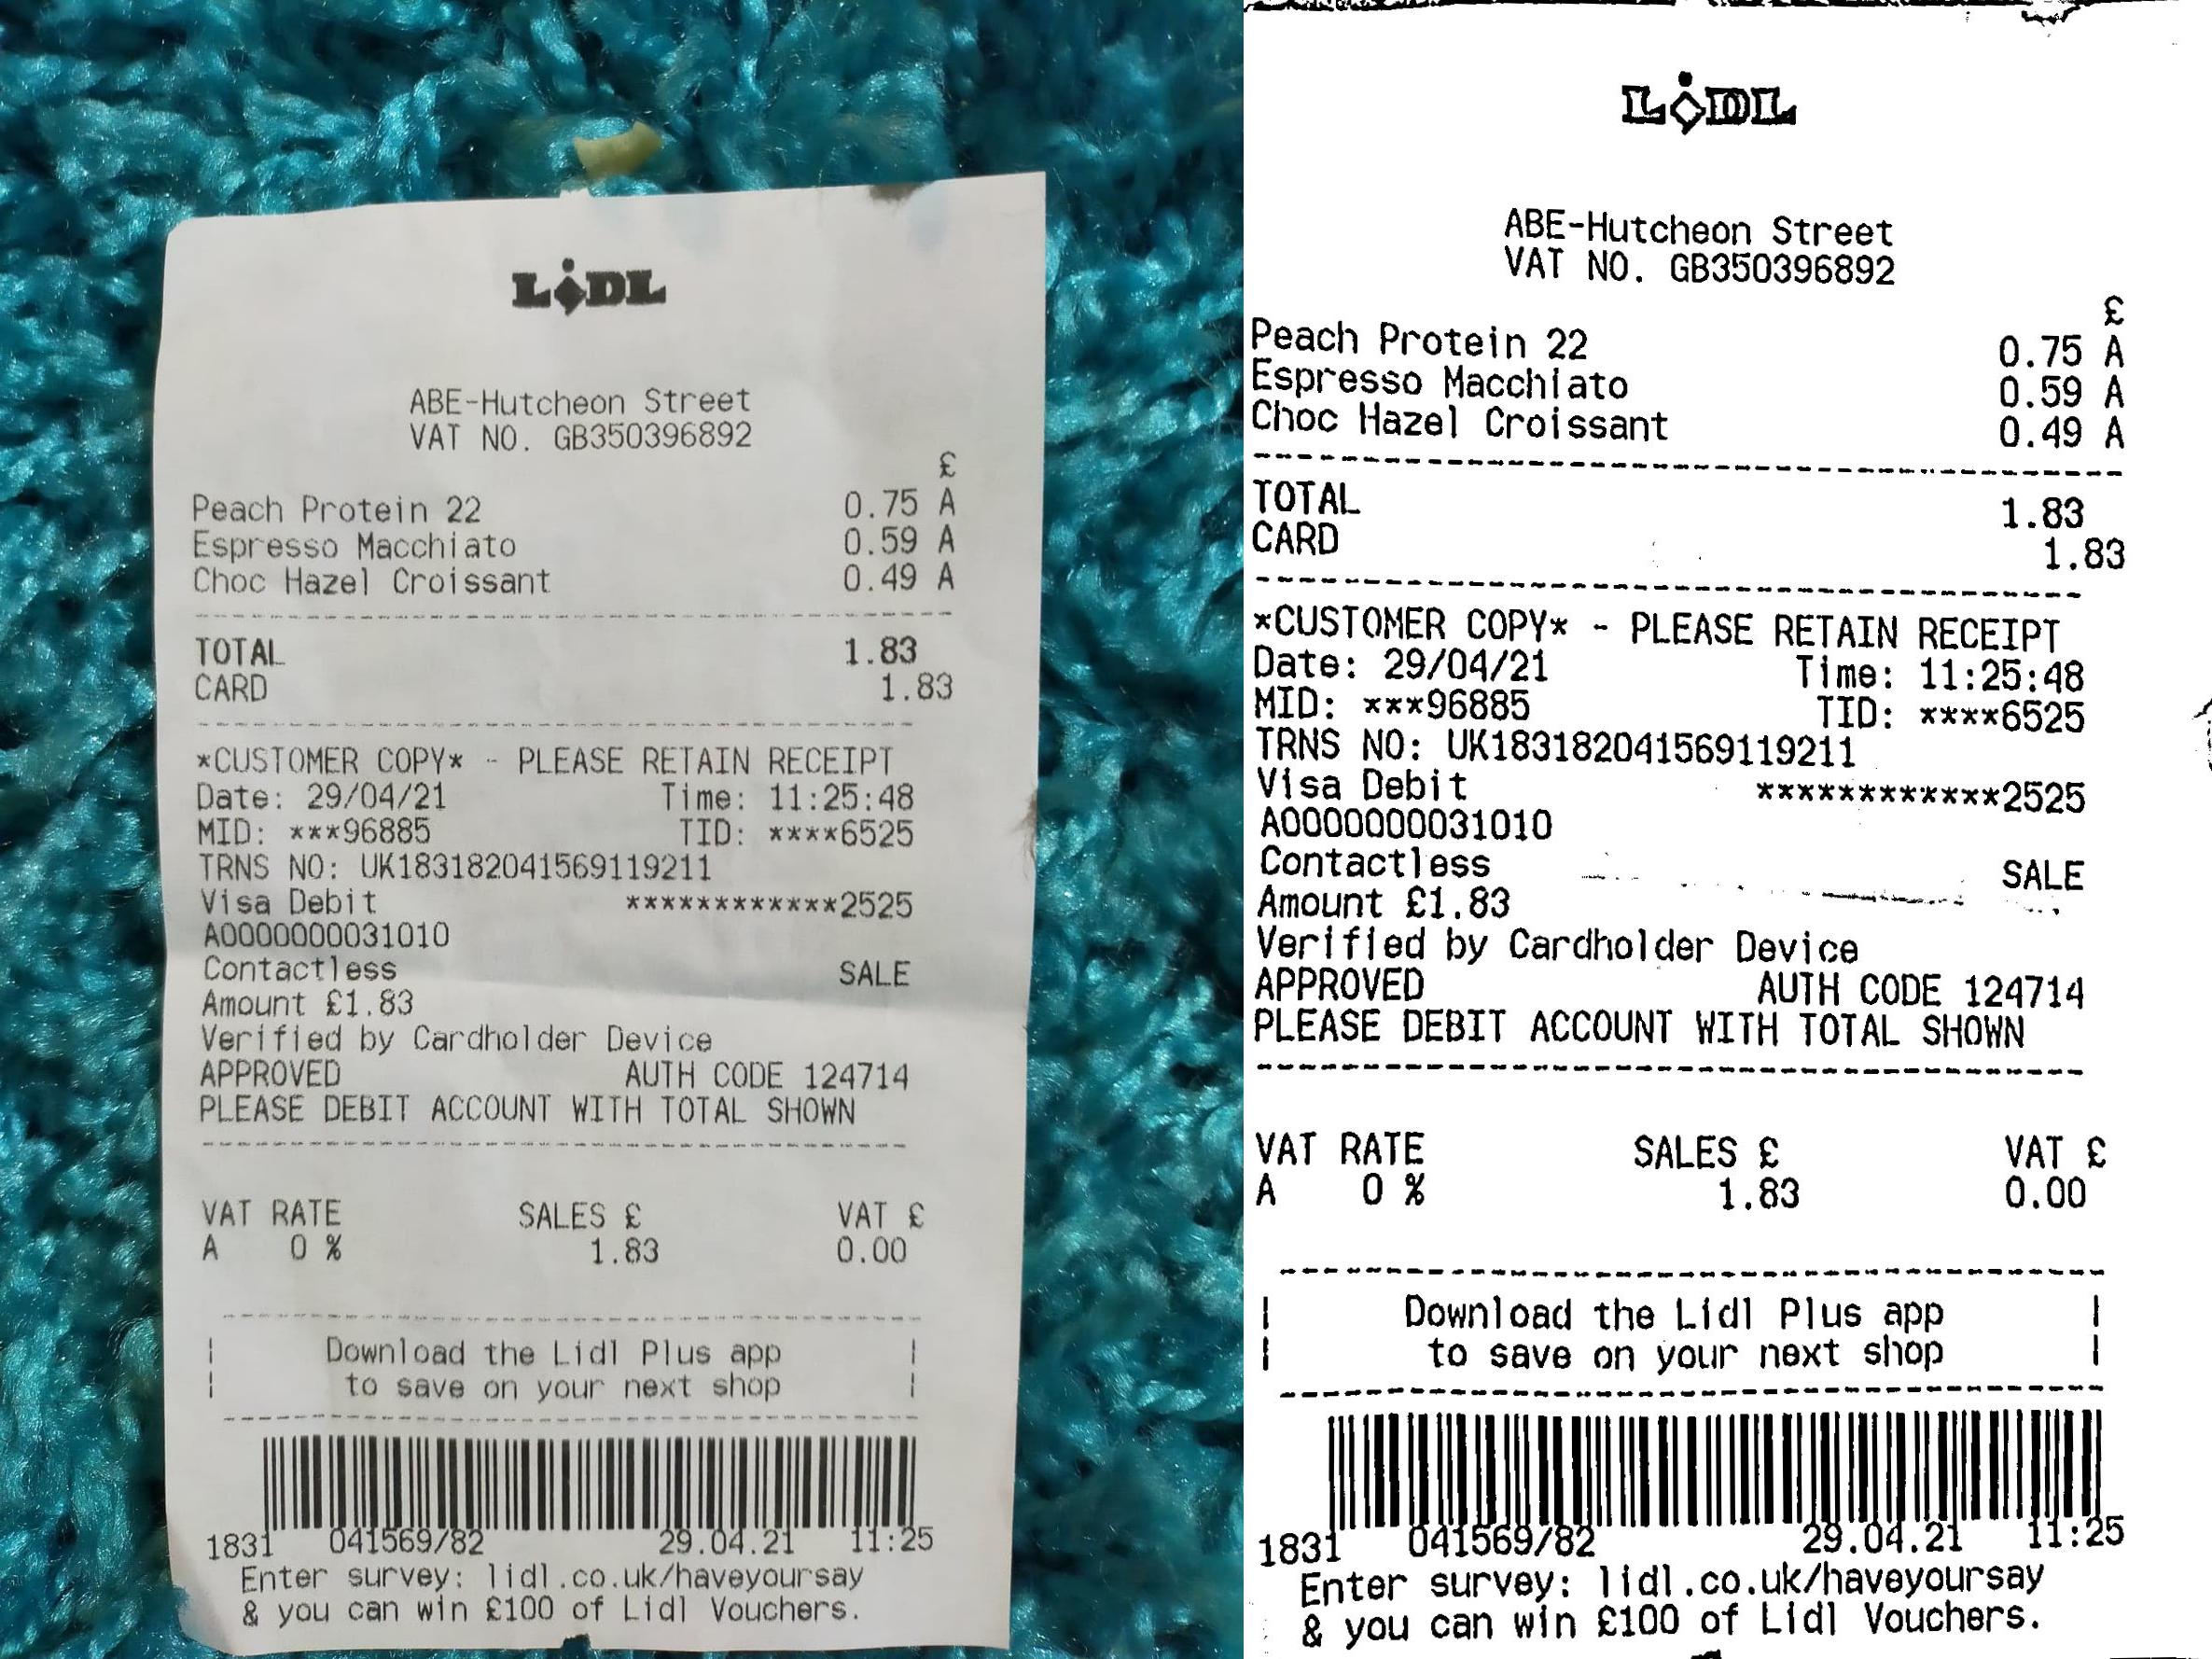 LIDL
ABE-Hutcheon Street
VAT NO. GB350396892
£
Peach Protein 22 0.75 A
Espresso Macchiato 0.59 A
Choc Hazel Croissant 0.49 A
TOTAL 1.83
CARD 1.83
*CUSTOMER COPY* - PLEASE RETAIN RECEIPT
Date: 29/04/21 Time: 11:25:48
MID: ***96885 TID: ****6525
TRNS NO: UK183182041569119211
Visa Debit ************2525
A0000000031010
Contactless SALE
Amount £1.83
Verified by Cardholder Device
APPROVED AUTH CODE 124714
PLEASE DEBIT ACCOUNT WITH TOTAL SHOWN
VAT RATE SALES £ VAT £
A 0 % 1.83 0.00
Download the Lidl Plus app
to save on your next shop
1831 041569/82 29.04.21 11:25
Enter survey: lidl.co.uk/haveyoursay
& you can win £100 of Lidl Vouchers.
LIDL
ABE-Hutcheon Street
VAT NO. GB350396892
£
Peach Protein 22 0.75 A
Espresso Macchiato 0.59 A
Choc Hazel Croissant 0.49 A
TOTAL 1.83
CARD 1.83
*CUSTOMER COPY* - PLEASE RETAIN RECEIPT
Date: 29/04/21 Time: 11:25:48
MID: ***96885 TID: ****6525
TRNS NO: UK183182041569119211
Visa Debit ************2525
A0000000031010
Contactless SALE
Amount £1.83
Verified by Cardholder Device
APPROVED AUTH CODE 124714
PLEASE DEBIT ACCOUNT WITH TOTAL SHOWN
VAT RATE SALES £ VAT £
A 0 % 1.83 0.00
Download the Lidl Plus app
to save on your next shop
1831 041569/82 29.04.21 11:25
Enter survey: lidl.co.uk/haveyoursay
& you can win £100 of Lidl Vouchers.